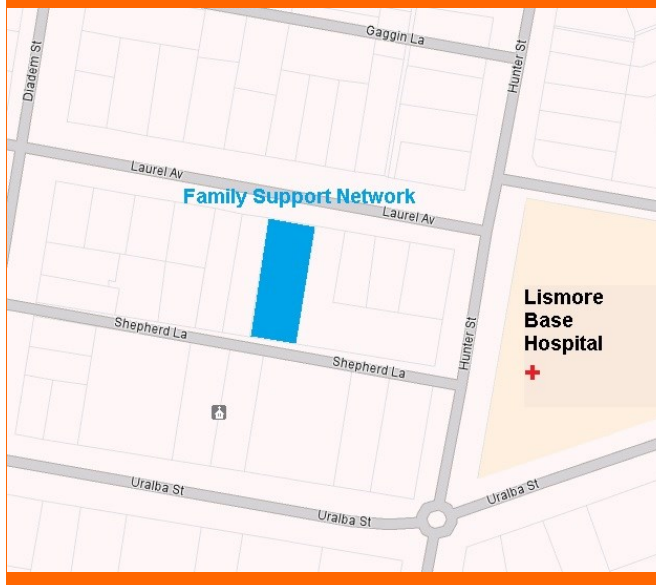 Gaggin La
Hunter St
Diadem St
Laurel Av
Family Support Network
Laurel Av
Lismore
Base
Hospital
Shepherd La
Hunter St
Shepherd La
Uralba St
Uralba St
Uralba St